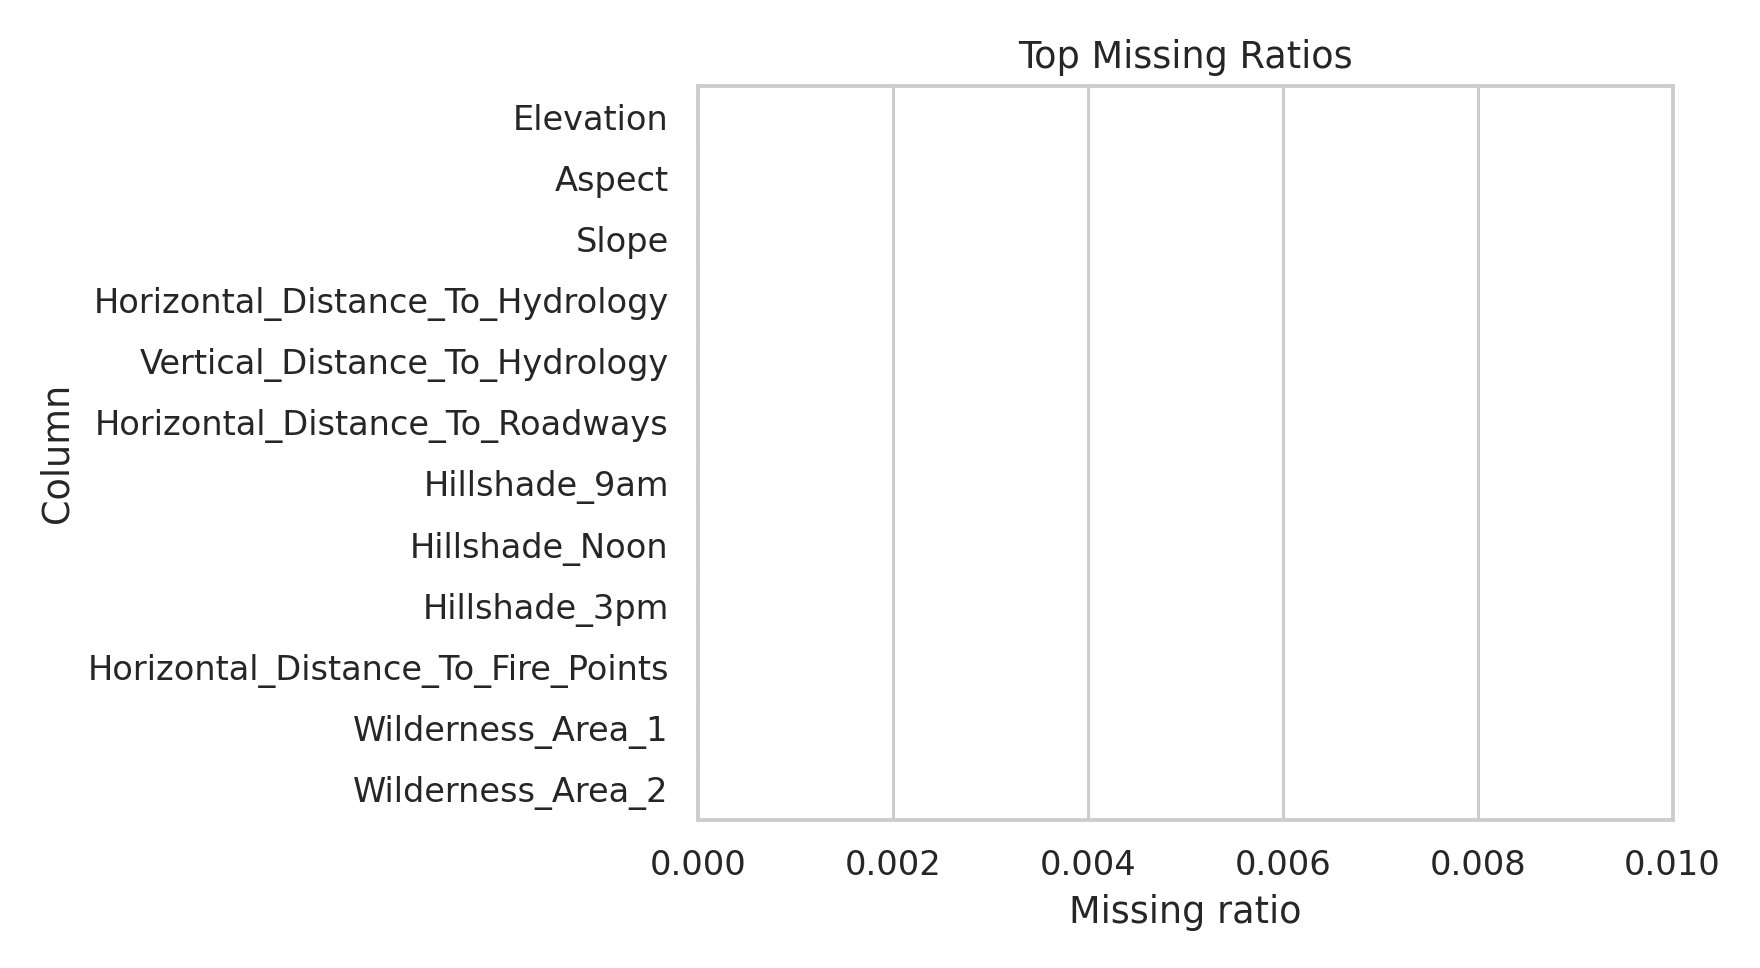 Top Missing Ratios
Elevation
Aspect
Slope
Horizontal_Distance_To_Hydrology
Vertical_Distance_To_Hydrology
Horizontal_Distance_To_Roadways
Hillshade_9am
Hillshade_Noon
Hillshade_3pm
Horizontal_Distance_To_Fire_Points
Wilderness_Area_1
Wilderness_Area_2
Column
0.000 0.002 0.004 0.006 0.008 0.010
Missing ratio